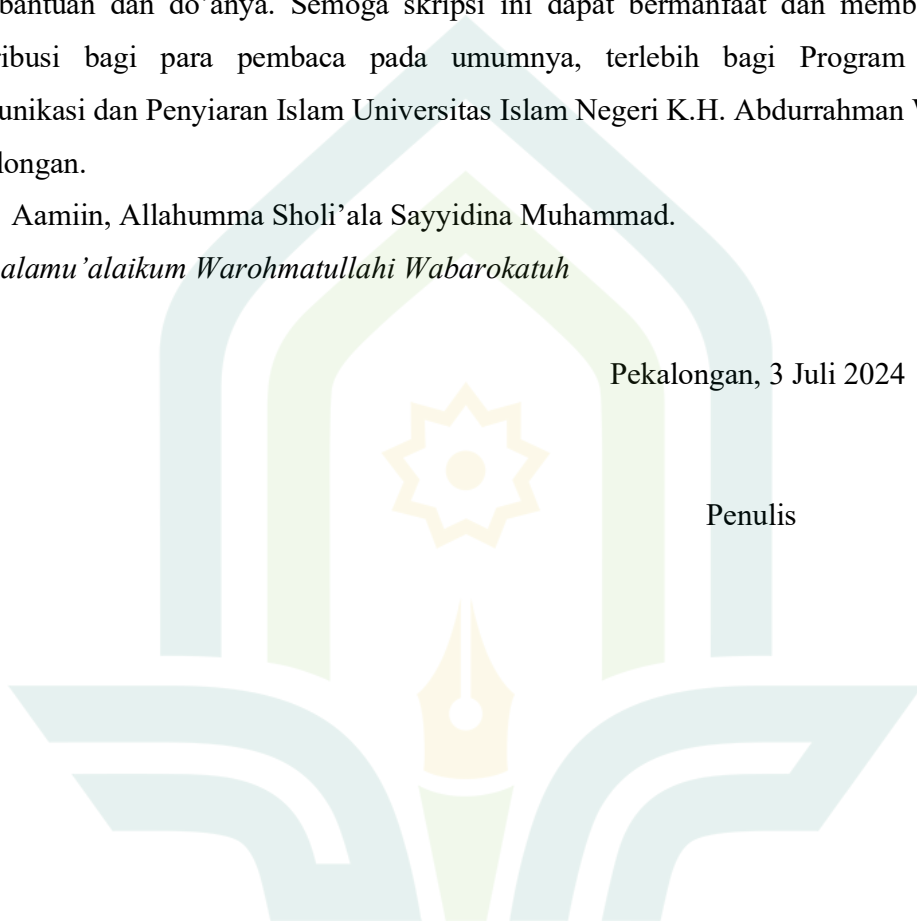 bantuan dan do’anya. Semoga skripsi ini dapat bermanfaat dan memb
ribusi bagi para pembaca pada umumnya, terlebih bagi Program
unikasi dan Penyiaran Islam Universitas Islam Negeri K.H. Abdurrahman
longan.
Aamiin, Allahumma Sholi’ala Sayyidina Muhammad.
alamu’alaikum Warohmatullahi Wabarokatuh
Pekalongan, 3 Juli 2024
Penulis